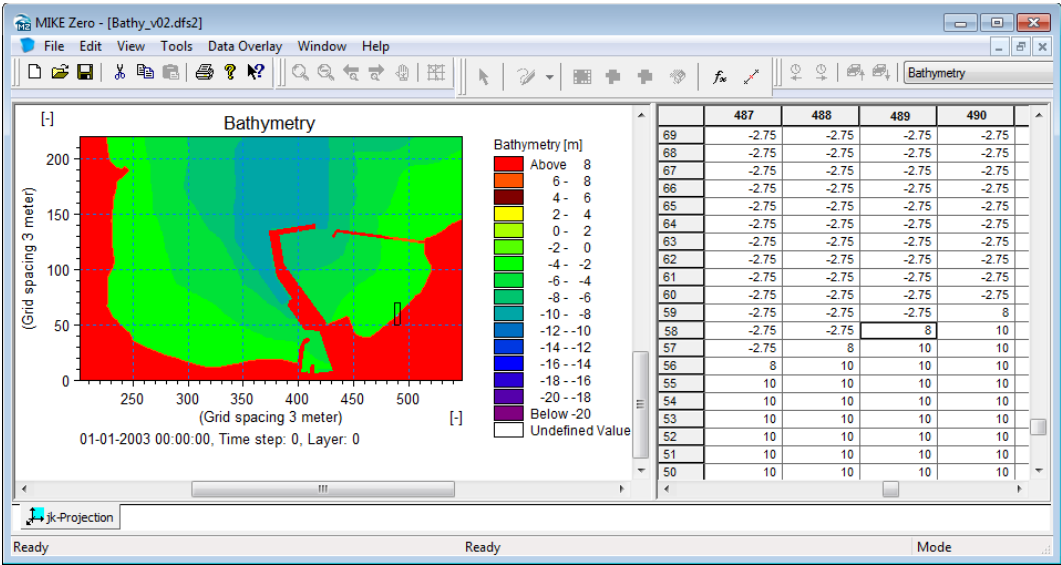 MIKE Zero - [Bathy_v02.dfs2]
File Edit View Tools Data Overlay Window Help
Bathymetry
[-]
Bathymetry
200
150
100
50
0
(Grid spacing 3 meter)
250 300 350 400 450 500
(Grid spacing 3 meter) [-]
01-01-2003 00:00:00, Time step: 0, Layer: 0
Bathymetry [m]
Above 8
6 - 8
4 - 6
2 - 4
0 - 2
-2 - 0
-4 - -2
-6 - -4
-8 - -6
-10 - -8
-12 - -10
-14 - -12
-16 - -14
-18 - -16
-20 - -18
Below -20
Undefined Value
487 488 489 490
69 -2.75 -2.75 -2.75 -2.75
68 -2.75 -2.75 -2.75 -2.75
67 -2.75 -2.75 -2.75 -2.75
66 -2.75 -2.75 -2.75 -2.75
65 -2.75 -2.75 -2.75 -2.75
64 -2.75 -2.75 -2.75 -2.75
63 -2.75 -2.75 -2.75 -2.75
62 -2.75 -2.75 -2.75 -2.75
61 -2.75 -2.75 -2.75 -2.75
60 -2.75 -2.75 -2.75 -2.75
59 -2.75 -2.75 -2.75 8
58 -2.75 -2.75 8 10
57 -2.75 8 10 10
56 8 10 10 10
55 10 10 10 10
54 10 10 10 10
53 10 10 10 10
52 10 10 10 10
51 10 10 10 10
50 10 10 10 10
jk-Projection
Ready Ready Mode